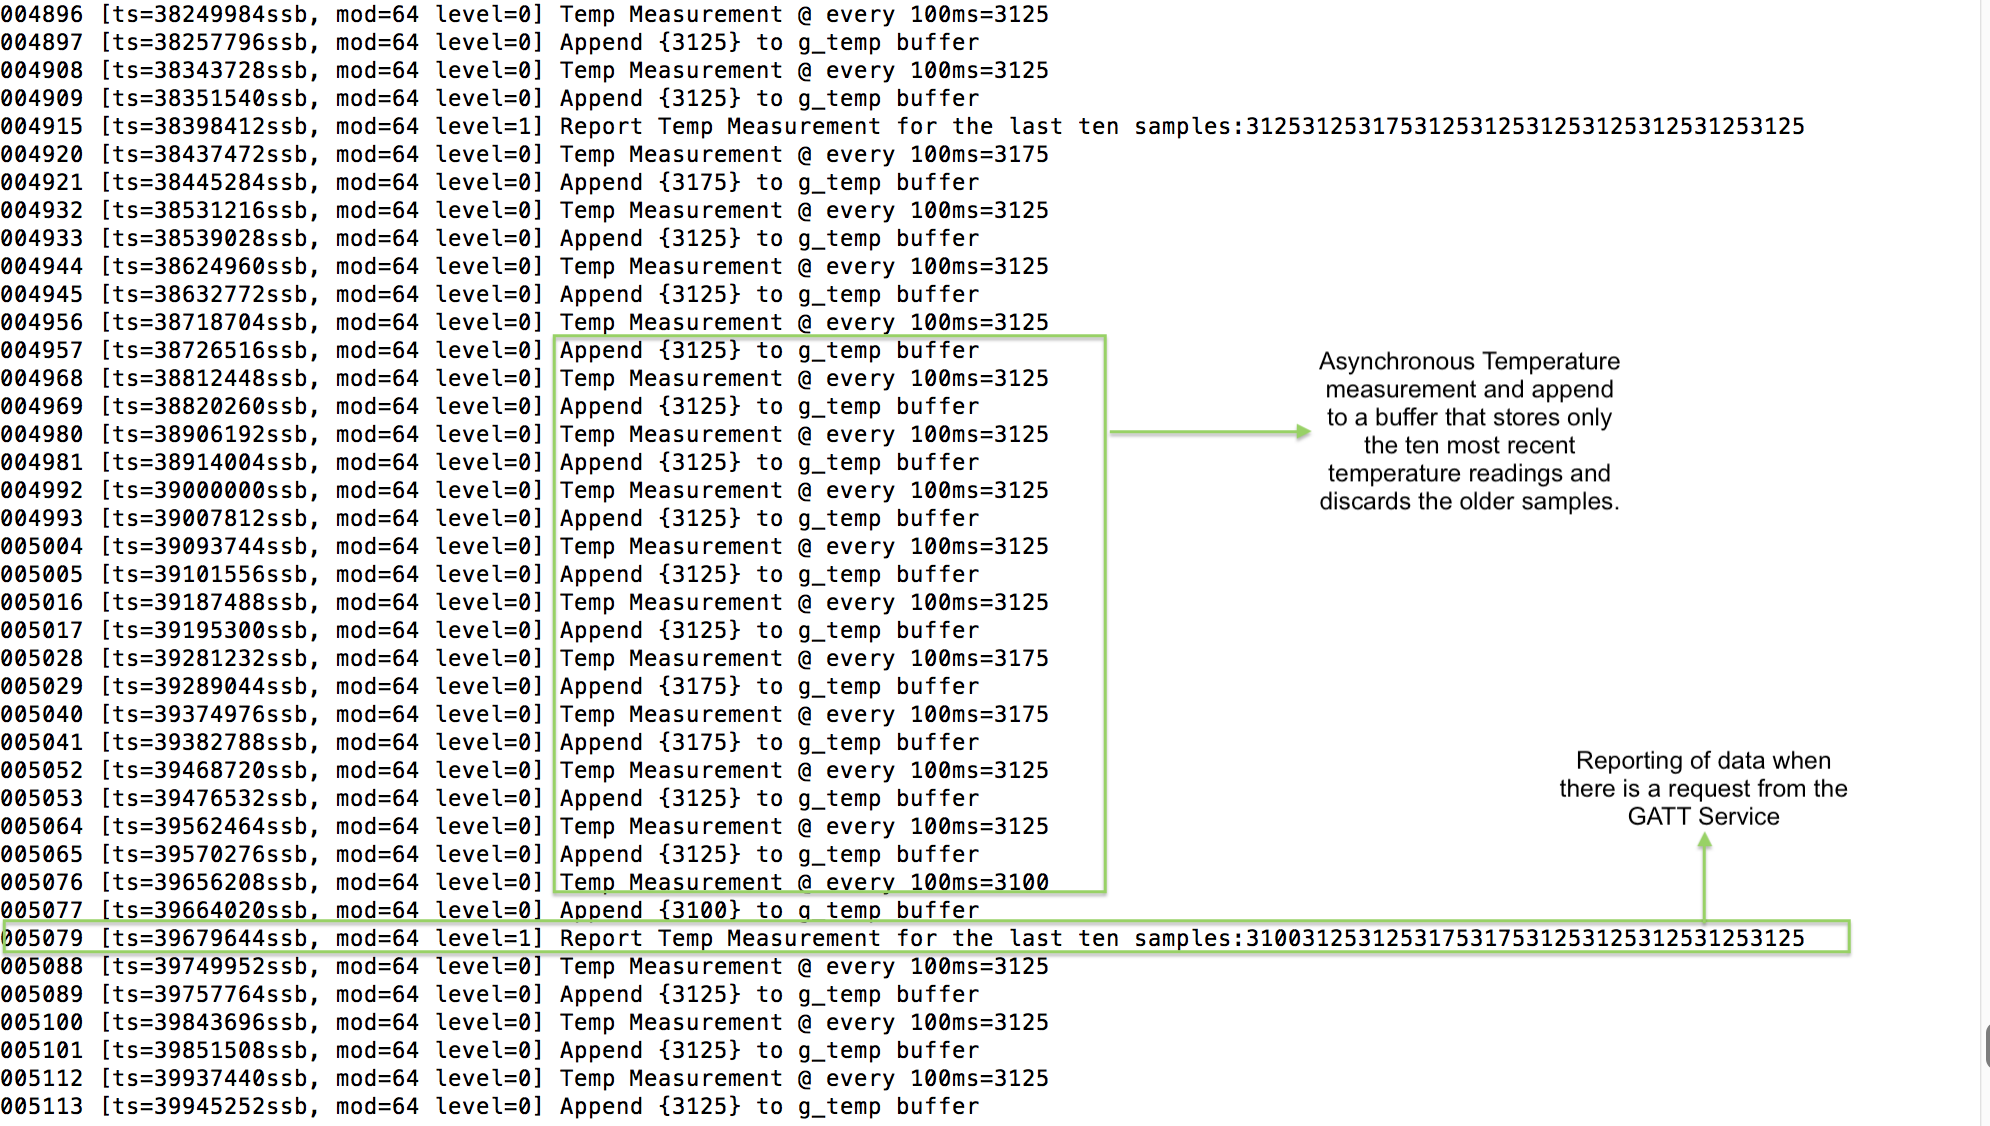 004896 [ts=38249984ssb, mod=64 level=0] Temp Measurement @ every 100ms=3125
004897 [ts=38257796ssb, mod=64 level=0] Append {3125} to g_temp buffer
004908 [ts=38343728ssb, mod=64 level=0] Temp Measurement @ every 100ms=3125
004909 [ts=38351540ssb, mod=64 level=0] Append {3125} to g_temp buffer
004915 [ts=38398412ssb, mod=64 level=1] Report Temp Measurement for the last ten samples:3125312531753125312531253125312531253125
004920 [ts=38437472ssb, mod=64 level=0] Temp Measurement @ every 100ms=3175
004921 [ts=38445284ssb, mod=64 level=0] Append {3175} to g_temp buffer
004932 [ts=38531216ssb, mod=64 level=0] Temp Measurement @ every 100ms=3125
004933 [ts=38539028ssb, mod=64 level=0] Append {3125} to g_temp buffer
004944 [ts=38624960ssb, mod=64 level=0] Temp Measurement @ every 100ms=3125
004945 [ts=38632772ssb, mod=64 level=0] Append {3125} to g_temp buffer
004956 [ts=38718704ssb, mod=64 level=0] Temp Measurement @ every 100ms=3125
004957 [ts=38726516ssb, mod=64 level=0] Append {3125} to g_temp buffer
004968 [ts=38812448ssb, mod=64 level=0] Temp Measurement @ every 100ms=3125
004969 [ts=38820260ssb, mod=64 level=0] Append {3125} to g_temp buffer
004980 [ts=38906192ssb, mod=64 level=0] Temp Measurement @ every 100ms=3125
004981 [ts=38914004ssb, mod=64 level=0] Append {3125} to g_temp buffer
004992 [ts=39000000ssb, mod=64 level=0] Temp Measurement @ every 100ms=3125
004993 [ts=39007812ssb, mod=64 level=0] Append {3125} to g_temp buffer
005004 [ts=39093744ssb, mod=64 level=0] Temp Measurement @ every 100ms=3125
005005 [ts=39101556ssb, mod=64 level=0] Append {3125} to g_temp buffer
005016 [ts=39187488ssb, mod=64 level=0] Temp Measurement @ every 100ms=3125
005017 [ts=39195300ssb, mod=64 level=0] Append {3125} to g_temp buffer
005028 [ts=39281232ssb, mod=64 level=0] Temp Measurement @ every 100ms=3175
005029 [ts=39289044ssb, mod=64 level=0] Append {3175} to g_temp buffer
005040 [ts=39374976ssb, mod=64 level=0] Temp Measurement @ every 100ms=3175
005041 [ts=39382788ssb, mod=64 level=0] Append {3175} to g_temp buffer
005052 [ts=39468720ssb, mod=64 level=0] Temp Measurement @ every 100ms=3125
005053 [ts=39476532ssb, mod=64 level=0] Append {3125} to g_temp buffer
005064 [ts=39562464ssb, mod=64 level=0] Temp Measurement @ every 100ms=3125
005065 [ts=39570276ssb, mod=64 level=0] Append {3125} to g_temp buffer
005076 [ts=39656208ssb, mod=64 level=0] Temp Measurement @ every 100ms=3100
005077 [ts=39664020ssb, mod=64 level=0] Append {3100} to g_temp buffer
005079 [ts=39679644ssb, mod=64 level=1] Report Temp Measurement for the last ten samples:3100312531253175317531253125312531253125
005088 [ts=39749952ssb, mod=64 level=0] Temp Measurement @ every 100ms=3125
005089 [ts=39757764ssb, mod=64 level=0] Append {3125} to g_temp buffer
005100 [ts=39843696ssb, mod=64 level=0] Temp Measurement @ every 100ms=3125
005101 [ts=39851508ssb, mod=64 level=0] Append {3125} to g_temp buffer
005112 [ts=39937440ssb, mod=64 level=0] Temp Measurement @ every 100ms=3125
005113 [ts=39945252ssb, mod=64 level=0] Append {3125} to g_temp buffer
Asynchronous Temperature
measurement and append
to a buffer that stores only
the ten most recent
temperature readings and
discards the older samples.
Reporting of data when
there is a request from the
GATT Service